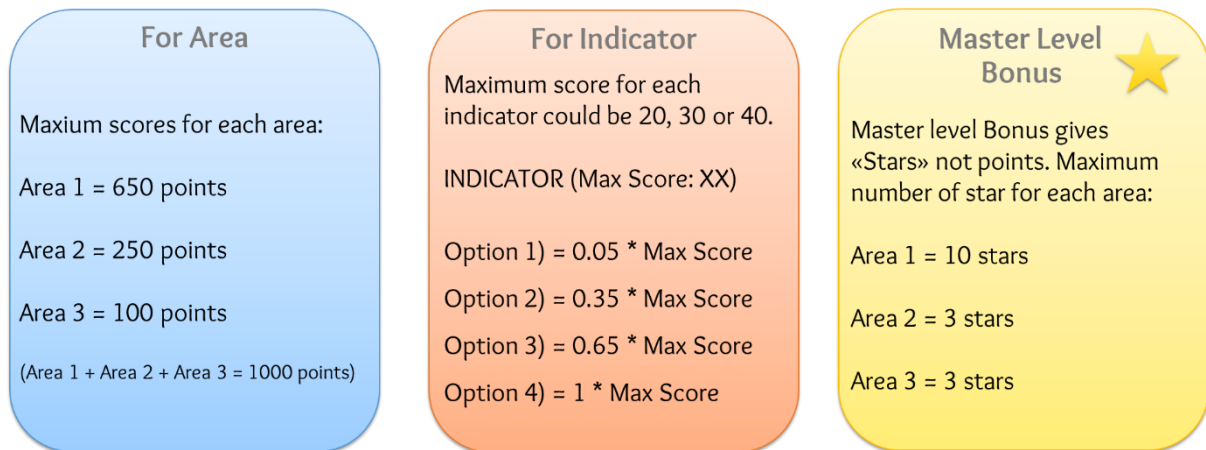 For Area
Maxium scores for each area:
Area 1 = 650 points
Area 2 = 250 points
Area 3 = 100 points
(Area 1 + Area 2 + Area 3 = 1000 points)
For Indicator
Maximum score for each
indicator could be 20, 30 or 40.
INDICATOR (Max Score: XX)
Option 1) = 0.05 * Max Score
Option 2) = 0.35 * Max Score
Option 3) = 0.65 * Max Score
Option 4) = 1 * Max Score
Master Level
Bonus
Master level Bonus gives
«Stars» not points. Maximum
number of star for each area:
Area 1 = 10 stars
Area 2 = 3 stars
Area 3 = 3 stars